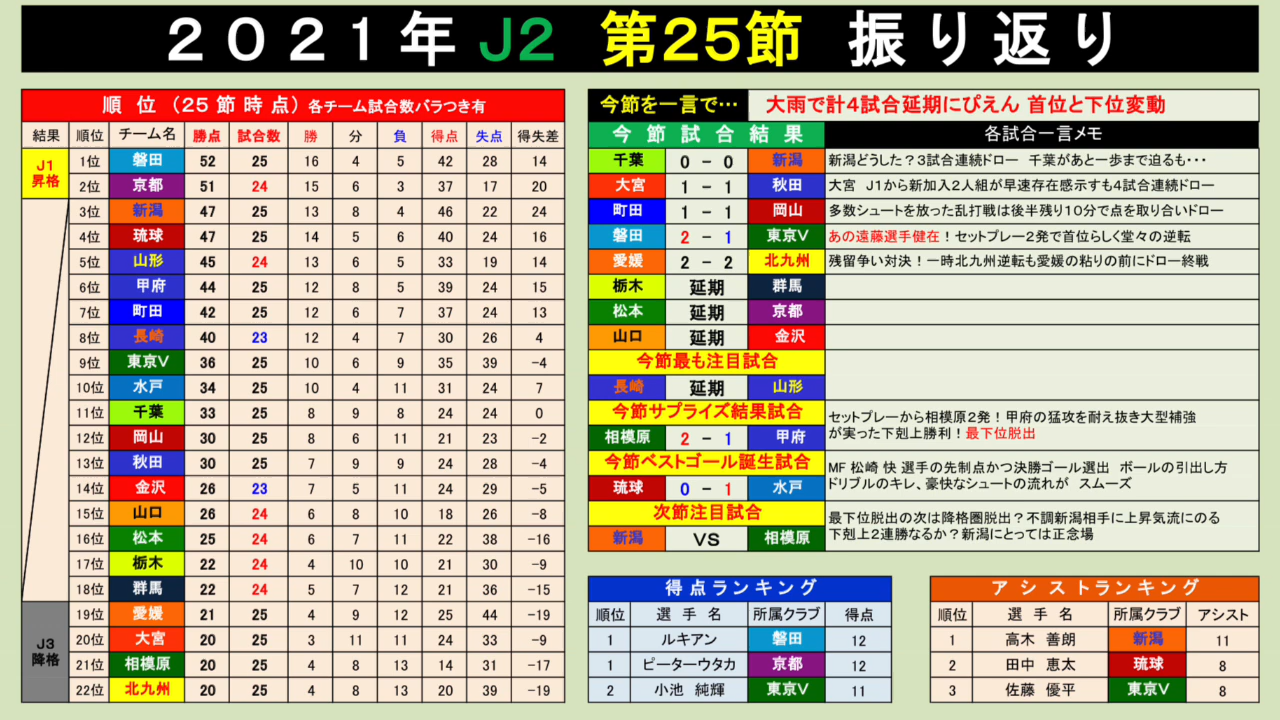 ２０２１年 J2 第25節 振り返り
順 位（25節時点）各チーム試合数バラつき有
結果 順位 チーム名 勝点 試合数 勝 分 負 得点 失点 得失差
J1
昇格
1位 磐田 52 25 16 4 5 42 28 14
2位 京都 51 24 15 6 3 37 17 20
3位 新潟 47 25 13 8 4 46 22 24
4位 琉球 47 25 14 5 6 40 24 16
5位 山形 45 24 13 6 5 33 19 14
6位 甲府 44 25 12 8 5 39 24 15
7位 町田 42 25 12 6 7 37 24 13
8位 長崎 40 23 12 4 7 30 26 4
9位 東京V 36 25 10 6 9 35 39 −4
10位 水戸 34 25 10 4 11 31 24 7
11位 千葉 33 25 8 9 8 24 24 0
12位 岡山 30 25 8 6 11 21 23 −2
13位 秋田 30 25 7 9 9 24 28 −4
14位 金沢 26 23 7 5 11 24 29 −5
15位 山口 26 24 6 8 10 18 26 −8
16位 松本 25 24 6 7 11 22 38 −16
17位 栃木 22 24 4 10 10 21 30 −9
18位 群馬 22 24 5 7 12 21 36 −15
J3
降格
19位 愛媛 21 25 4 9 12 25 44 −19
20位 大宮 20 25 3 11 11 24 33 −9
21位 相模原 20 25 4 8 13 14 31 −17
22位 北九州 20 25 4 8 13 20 39 −19
今節を一言で… 大雨で計4試合延期にぴえん 首位と下位変動
今 節 試 合 結 果 各試合一言メモ
千葉 0 − 0 新潟 新潟どうした？3試合連続ドロー 千葉があと一歩まで迫るも・・・
大宮 1 − 1 秋田 大宮 J1から新加入2人組が早速存在感示すも4試合連続ドロー
町田 1 − 1 岡山 多数シュートを放った乱打戦は後半残り10分で点を取り合いドロー
磐田 2 − 1 東京V あの遠藤選手健在！セットプレー2発で首位らしく堂々の逆転
愛媛 2 − 2 北九州 残留争い対決！一時北九州逆転も愛媛の粘りの前にドロー終戦
栃木 延期 群馬
松本 延期 京都
山口 延期 金沢
今節最も注目試合
長崎 延期 山形
今節サプライズ結果試合
相模原 2 − 1 甲府
セットプレーから相模原2発！甲府の猛攻を耐え抜き大型補強
が実った下剋上勝利！最下位脱出
今節ベストゴール誕生試合
琉球 0 − 1 水戸
MF 松崎 快 選手の先制点かつ決勝ゴール選出 ボールの引出し方
ドリブルのキレ、豪快なシュートの流れが スムーズ
次節注目試合
新潟 VS 相模原
最下位脱出の次は降格圏脱出？不調新潟相手に上昇気流にのる
下剋上2連勝なるか？新潟にとっては正念場
得点ランキング
順位 選 手 名 所属クラブ 得点
1 ルキアン 磐田 12
1 ピーターウタカ 京都 12
2 小池 純輝 東京V 11
アシストランキング
順位 選 手 名 所属クラブ アシスト
1 高木 善朗 新潟 11
2 田中 恵太 琉球 8
3 佐藤 優平 東京V 8